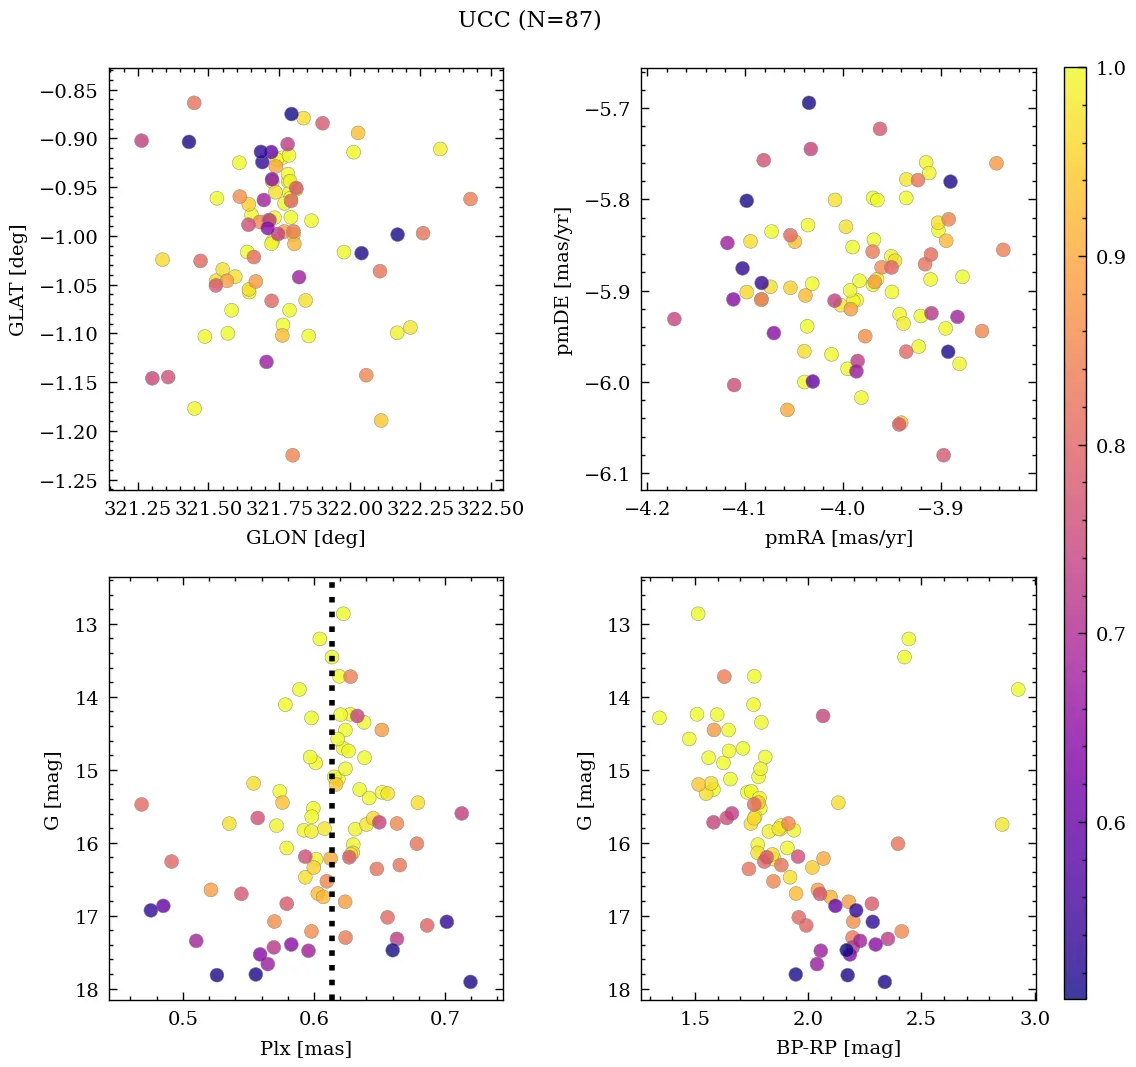 UCC (N=87)
−0.85
−0.90
−0.95
−1.00
−1.05
−1.10
−1.15
−1.20
−1.25
GLAT [deg]
321.25 321.50 321.75 322.00 322.25 322.50
GLON [deg]
−5.7
−5.8
−5.9
−6.0
−6.1
pmDE [mas/yr]
−4.2 −4.1 −4.0 −3.9
pmRA [mas/yr]
13
14
15
16
17
18
G [mag]
0.5 0.6 0.7
Plx [mas]
13
14
15
16
17
18
G [mag]
1.5 2.0 2.5 3.0
BP-RP [mag]
1.0
0.9
0.8
0.7
0.6